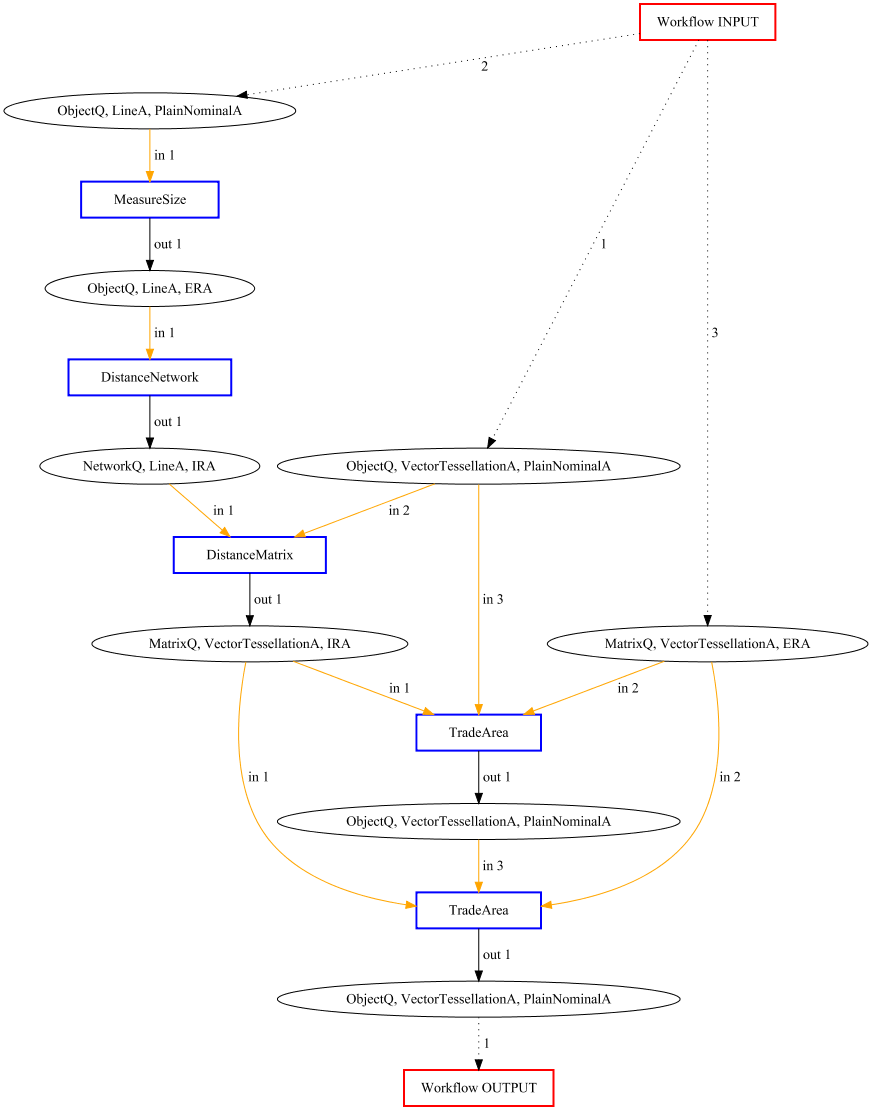 Workflow INPUT
2
ObjectQ, LineA, PlainNominalA
in 1
MeasureSize
out 1
1
ObjectQ, LineA, ERA
in 1
3
DistanceNetwork
out 1
NetworkQ, LineA, IRA
ObjectQ, VectorTessellationA, PlainNominalA
in 1
in 2
DistanceMatrix
out 1
in 3
MatrixQ, VectorTessellationA, IRA
MatrixQ, VectorTessellationA, ERA
in 1
in 2
TradeArea
in 1
out 1
in 2
ObjectQ, VectorTessellationA, PlainNominalA
in 3
TradeArea
out 1
ObjectQ, VectorTessellationA, PlainNominalA
1
Workflow OUTPUT